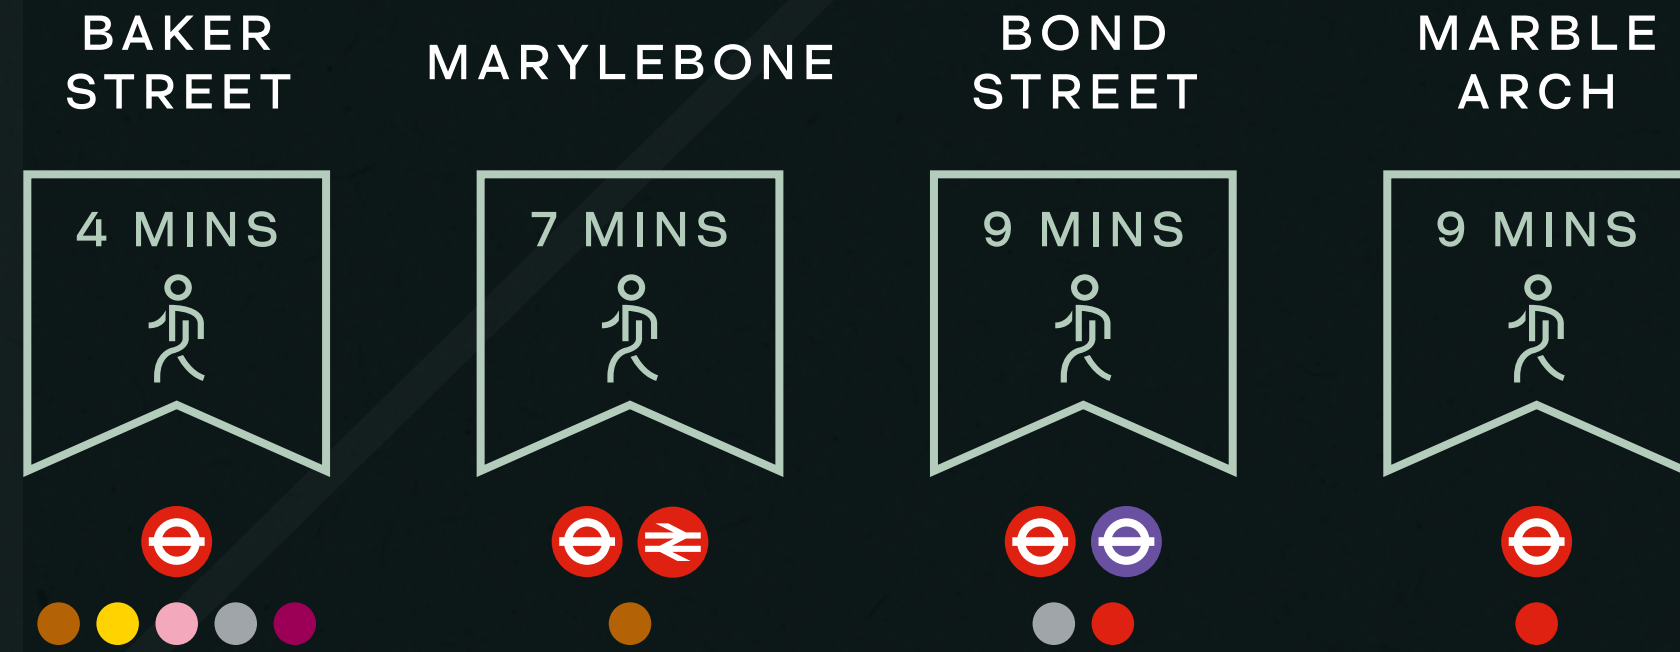 BAKER
STREET
MARYLEBONE
BOND
STREET
MARBLE
ARCH
4 MINS
7 MINS
9 MINS
9 MINS